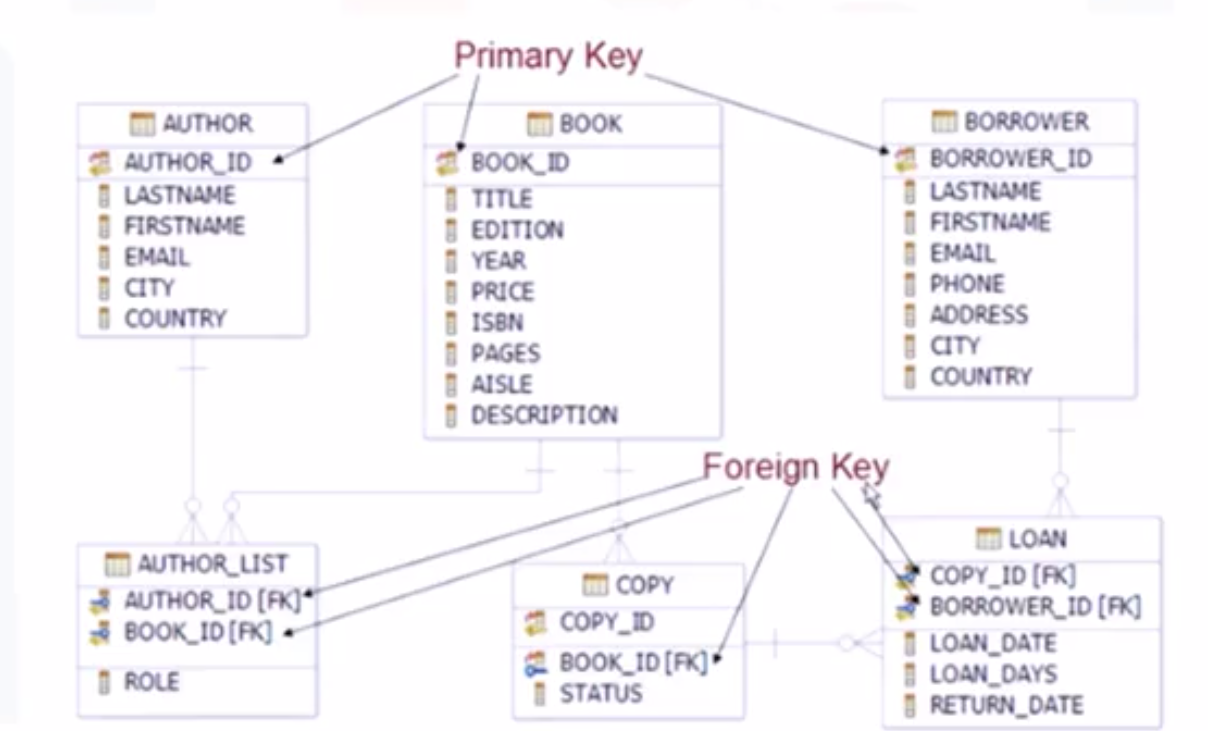 Primary Key
AUTHOR
AUTHOR_ID
LASTNAME
FIRSTNAME
EMAIL
CITY
COUNTRY
BOOK
BOOK_ID
TITLE
EDITION
YEAR
PRICE
ISBN
PAGES
AISLE
DESCRIPTION
BORROWER
BORROWER_ID
LASTNAME
FIRSTNAME
EMAIL
PHONE
ADDRESS
CITY
COUNTRY
Foreign Key
AUTHOR_LIST
AUTHOR_ID [FK]
BOOK_ID [FK]
ROLE
COPY
COPY_ID
BOOK_ID [FK]
STATUS
LOAN
COPY_ID [FK]
BORROWER_ID [FK]
LOAN_DATE
LOAN_DAYS
RETURN_DATE